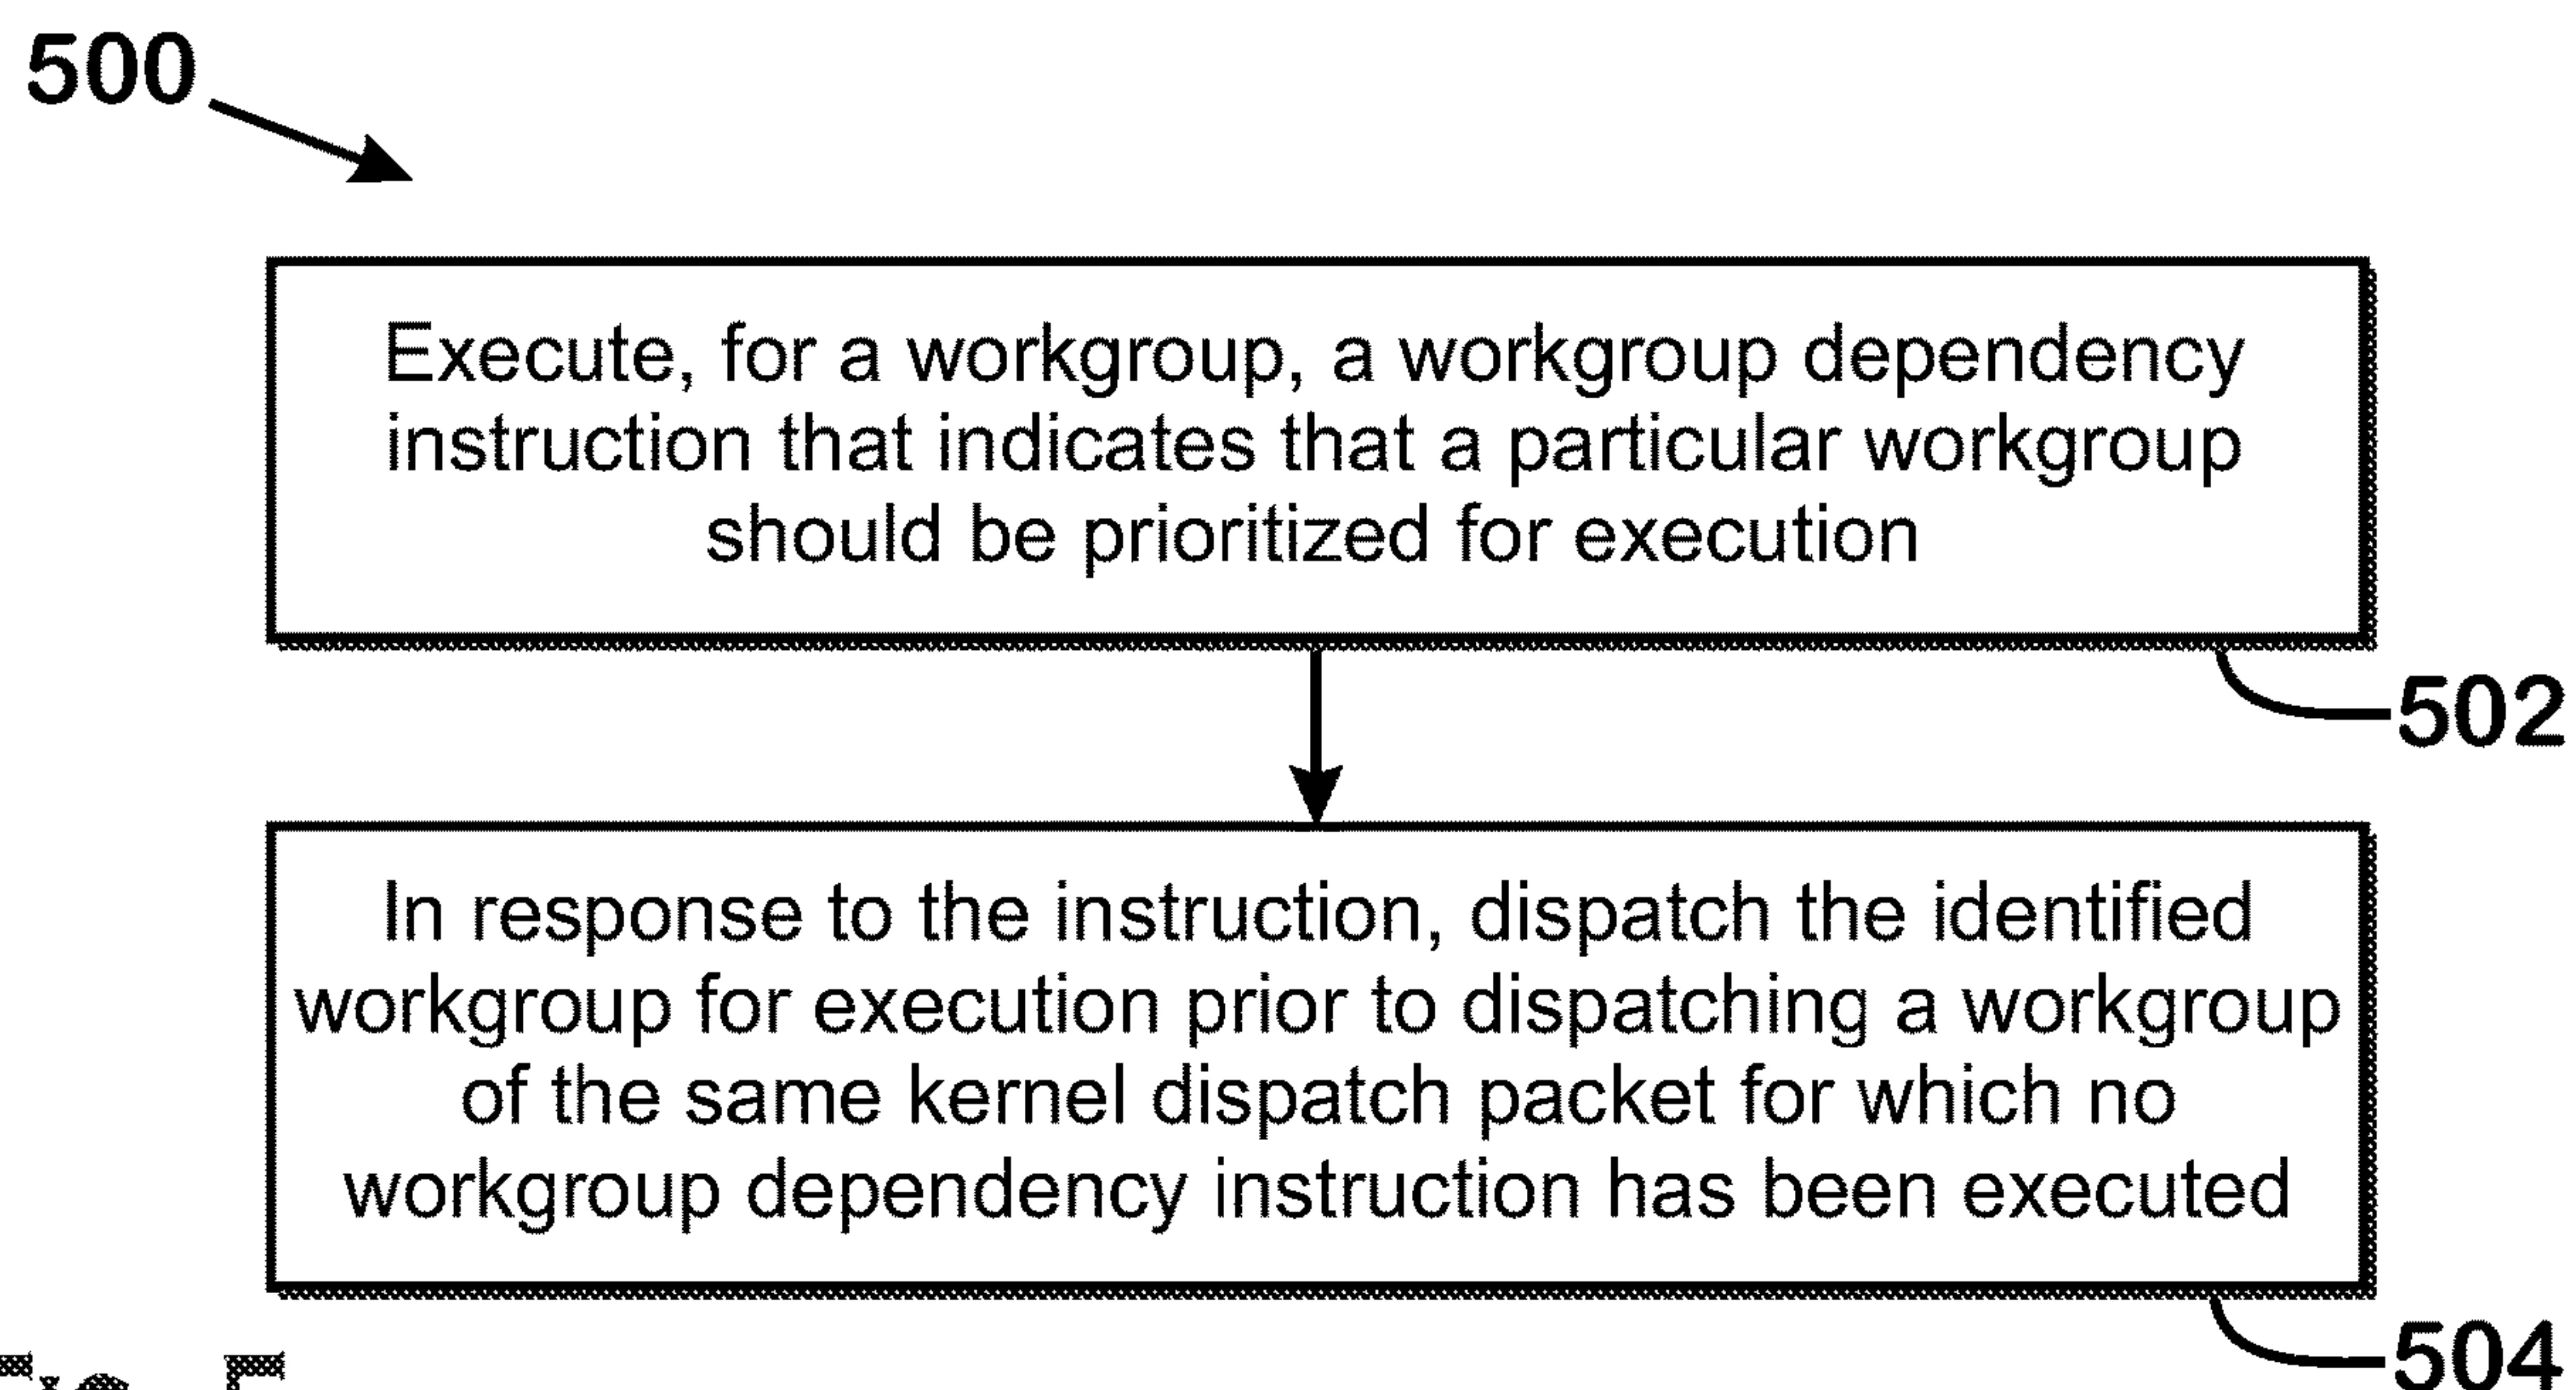 500
Execute, for a workgroup, a workgroup dependency
instruction that indicates that a particular workgroup
should be prioritized for execution
502
In response to the instruction, dispatch the identified
workgroup for execution prior to dispatching a workgroup
of the same kernel dispatch packet for which no
workgroup dependency instruction has been executed
504